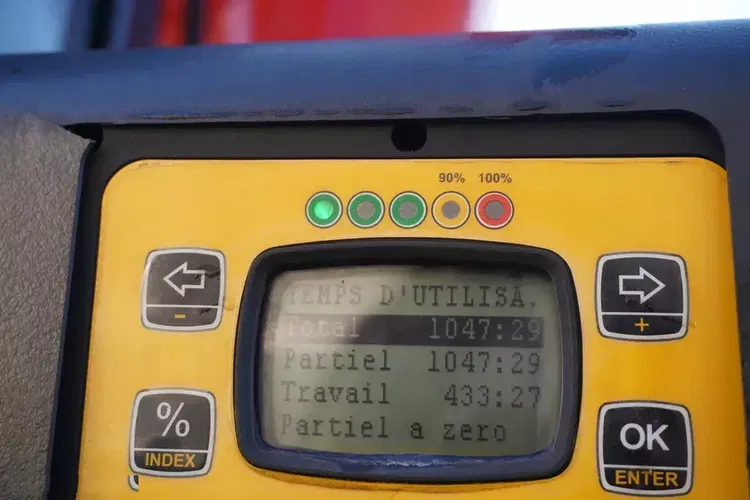 90% 100%
TEMPS D'UTILISA.
Total 1047:29
Partiel 1047:29
Travail 433:27
Partiel a zero
-
+
%
INDEX
OK
ENTER